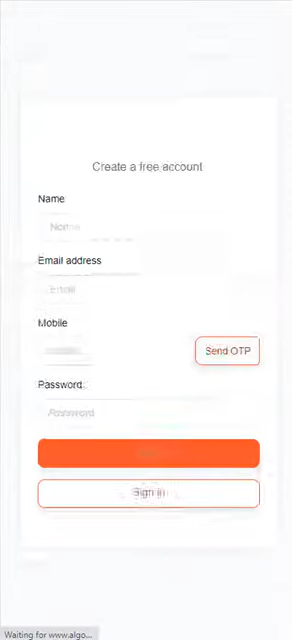 Create a free account
Name
Name
Email address
Email
Mobile
Send OTP
Password
Password
Sign in
Waiting for www.algo...